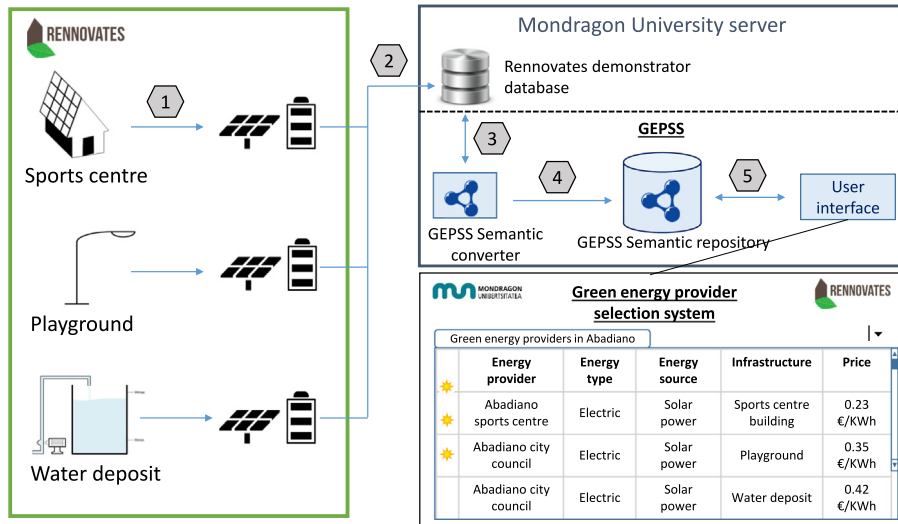 RENNOVATES
1
Sports centre
Playground
Water deposit
2
Mondragon University server
Rennovates demonstrator
database
GEPSS
3
4
5
GEPSS Semantic
converter
GEPSS Semantic repository
User
interface
MONDRAGON
UNIBERTSITATEA
Green energy provider
selection system
RENNOVATES
Green energy providers in Abadiano
Energy provider Energy type Energy source Infrastructure Price
Abadiano sports centre Electric Solar power Sports centre building 0.23 €/KWh
Abadiano city council Electric Solar power Playground 0.35 €/KWh
Abadiano city council Electric Solar power Water deposit 0.42 €/KWh